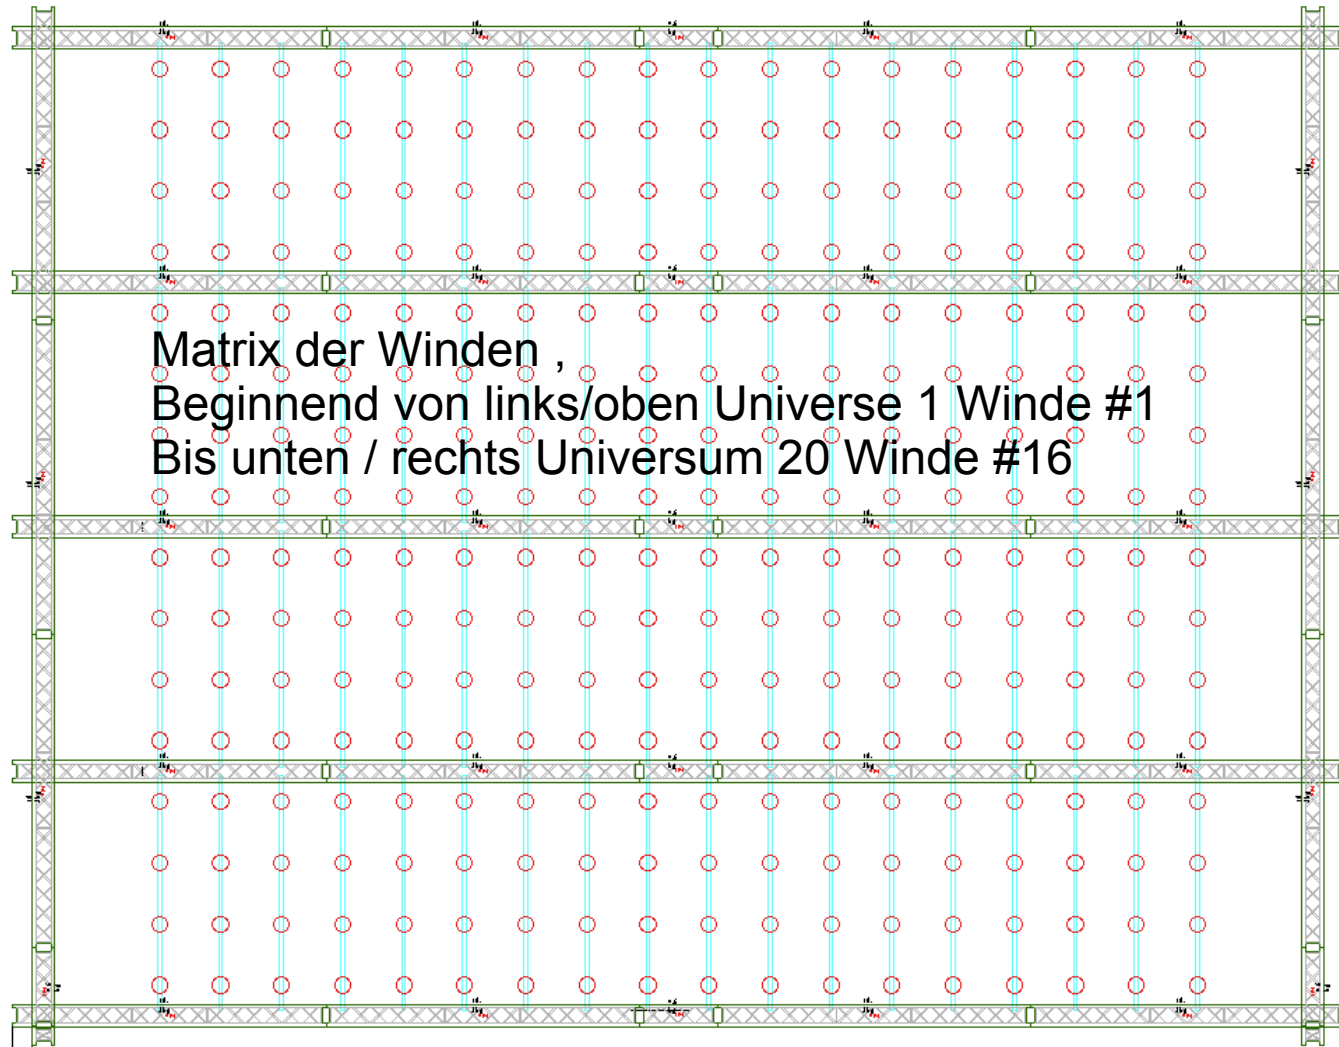 Matrix der Winden ,
Beginnend von links/oben Universe 1 Winde #1
Bis unten / rechts Universum 20 Winde #16